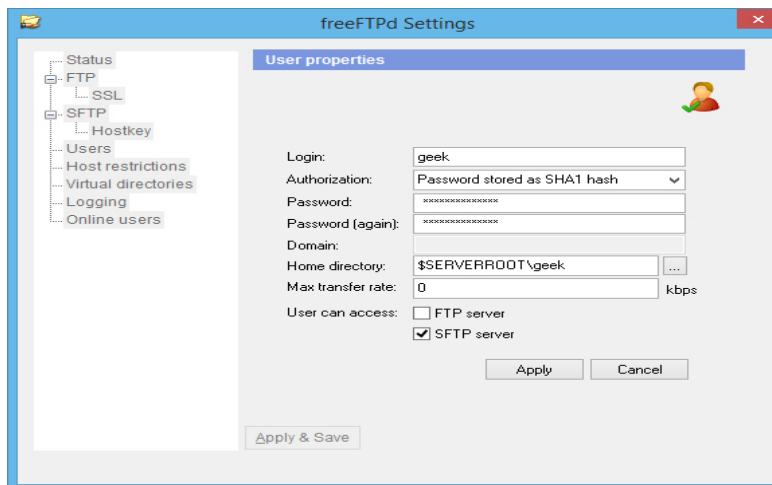 freeFTPd Settings
Status
FTP
SSL
SFTP
Hostkey
Users
Host restrictions
Virtual directories
Logging
Online users
User properties
Login: geek
Authorization: Password stored as SHA1 hash
Password: **************
Password (again): **************
Domain:
Home directory: $SERVERROOT\geek ...
Max transfer rate: 0 kbps
User can access: FTP server
SFTP server
Apply Cancel
Apply & Save